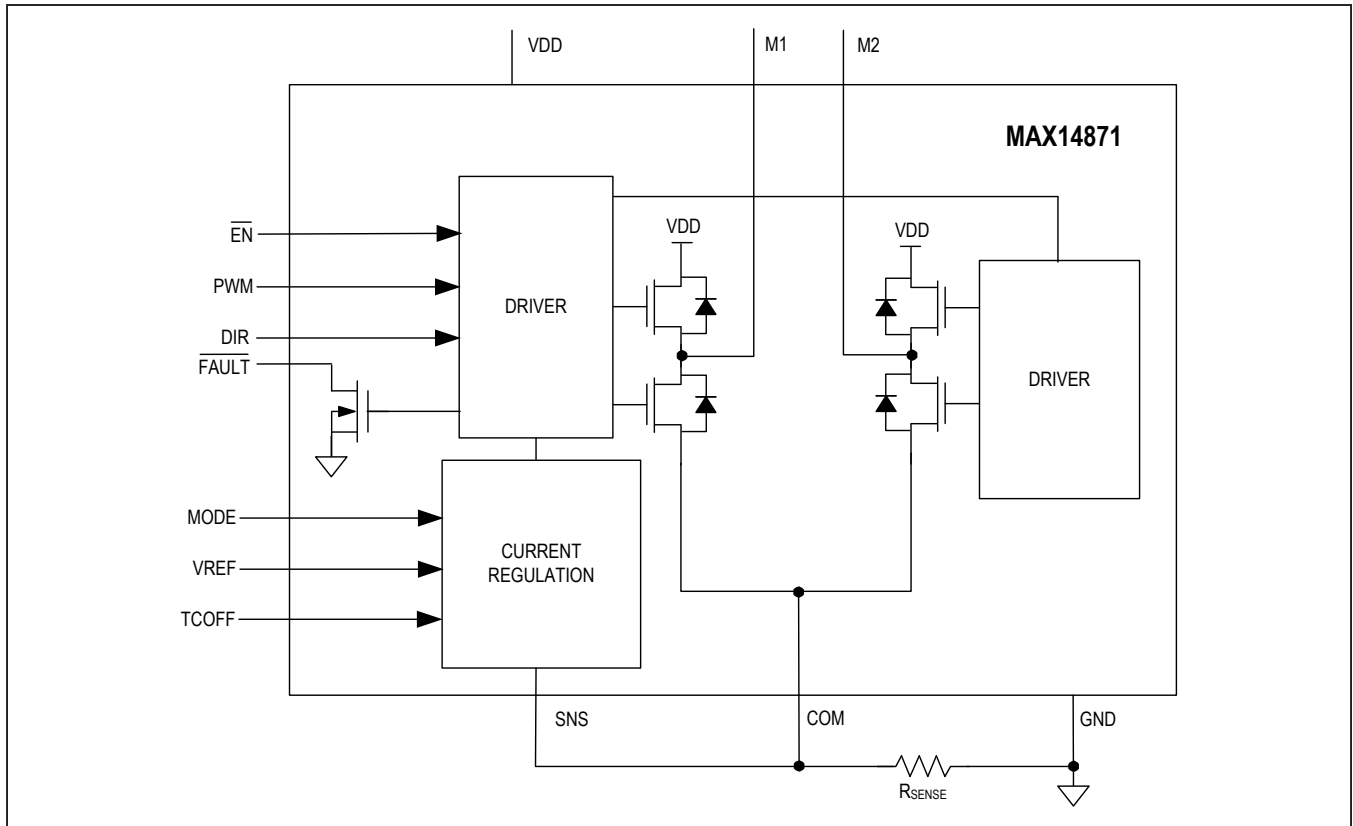 VDD
M1
M2
MAX14871
EN
PWM
DIR
FAULT
DRIVER
VDD
VDD
DRIVER
MODE
VREF
TCOFF
CURRENT
REGULATION
SNS
COM
GND
RSENSE